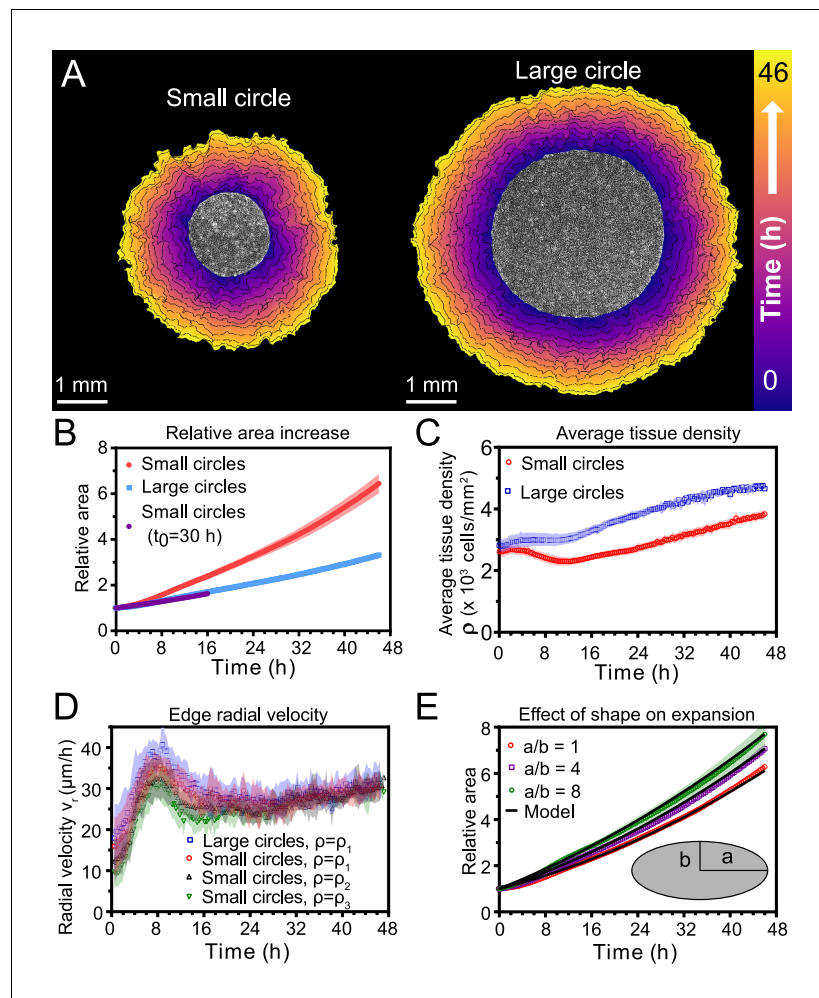 A
Small circle
Large circle
46
Time (h)
0
1 mm
1 mm
B
Relative area increase
Small circles
Large circles
Small circles
(t0=30 h)
Relative area
8
6
4
2
0
0 8 16 24 32 40 48
Time (h)
C
Average tissue density
Small circles
Large circles
Average tissue density
ρ (x 10³ cells/mm²)
6
4
2
0
0 8 16 24 32 40 48
Time (h)
D
Edge radial velocity
Radial velocity vr (µm/h)
40
30
20
10
0
Large circles, ρ=ρ1
Small circles, ρ=ρ1
Small circles, ρ=ρ2
Small circles, ρ=ρ3
0 8 16 24 32 40 48
Time (h)
E
Effect of shape on expansion
a/b = 1
a/b = 4
a/b = 8
Model
b
a
Relative area
8
6
4
2
0
0 8 16 24 32 40 48
Time (h)